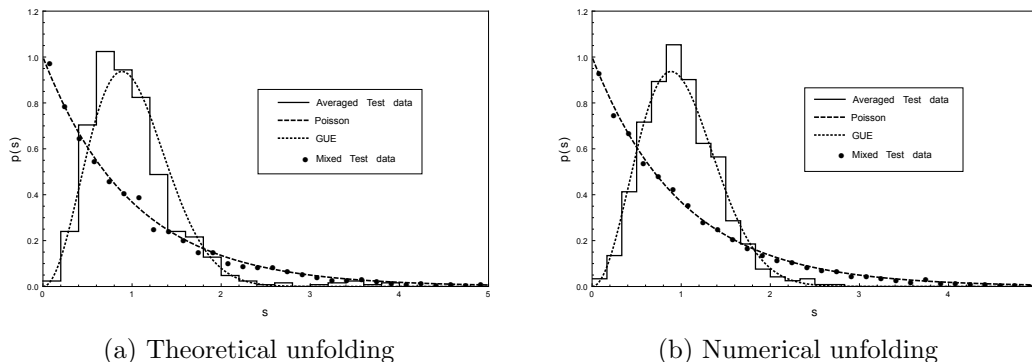 1.2
1.0
0.8
0.6
0.4
0.2
0.0
p(s)
Averaged Test data
Poisson
GUE
Mixed Test data
0 1 2 3 4 5
s
(a) Theoretical unfolding
1.2
1.0
0.8
0.6
0.4
0.2
0.0
p(s)
Averaged Test data
Poisson
GUE
Mixed Test data
0 1 2 3 4
s
(b) Numerical unfolding